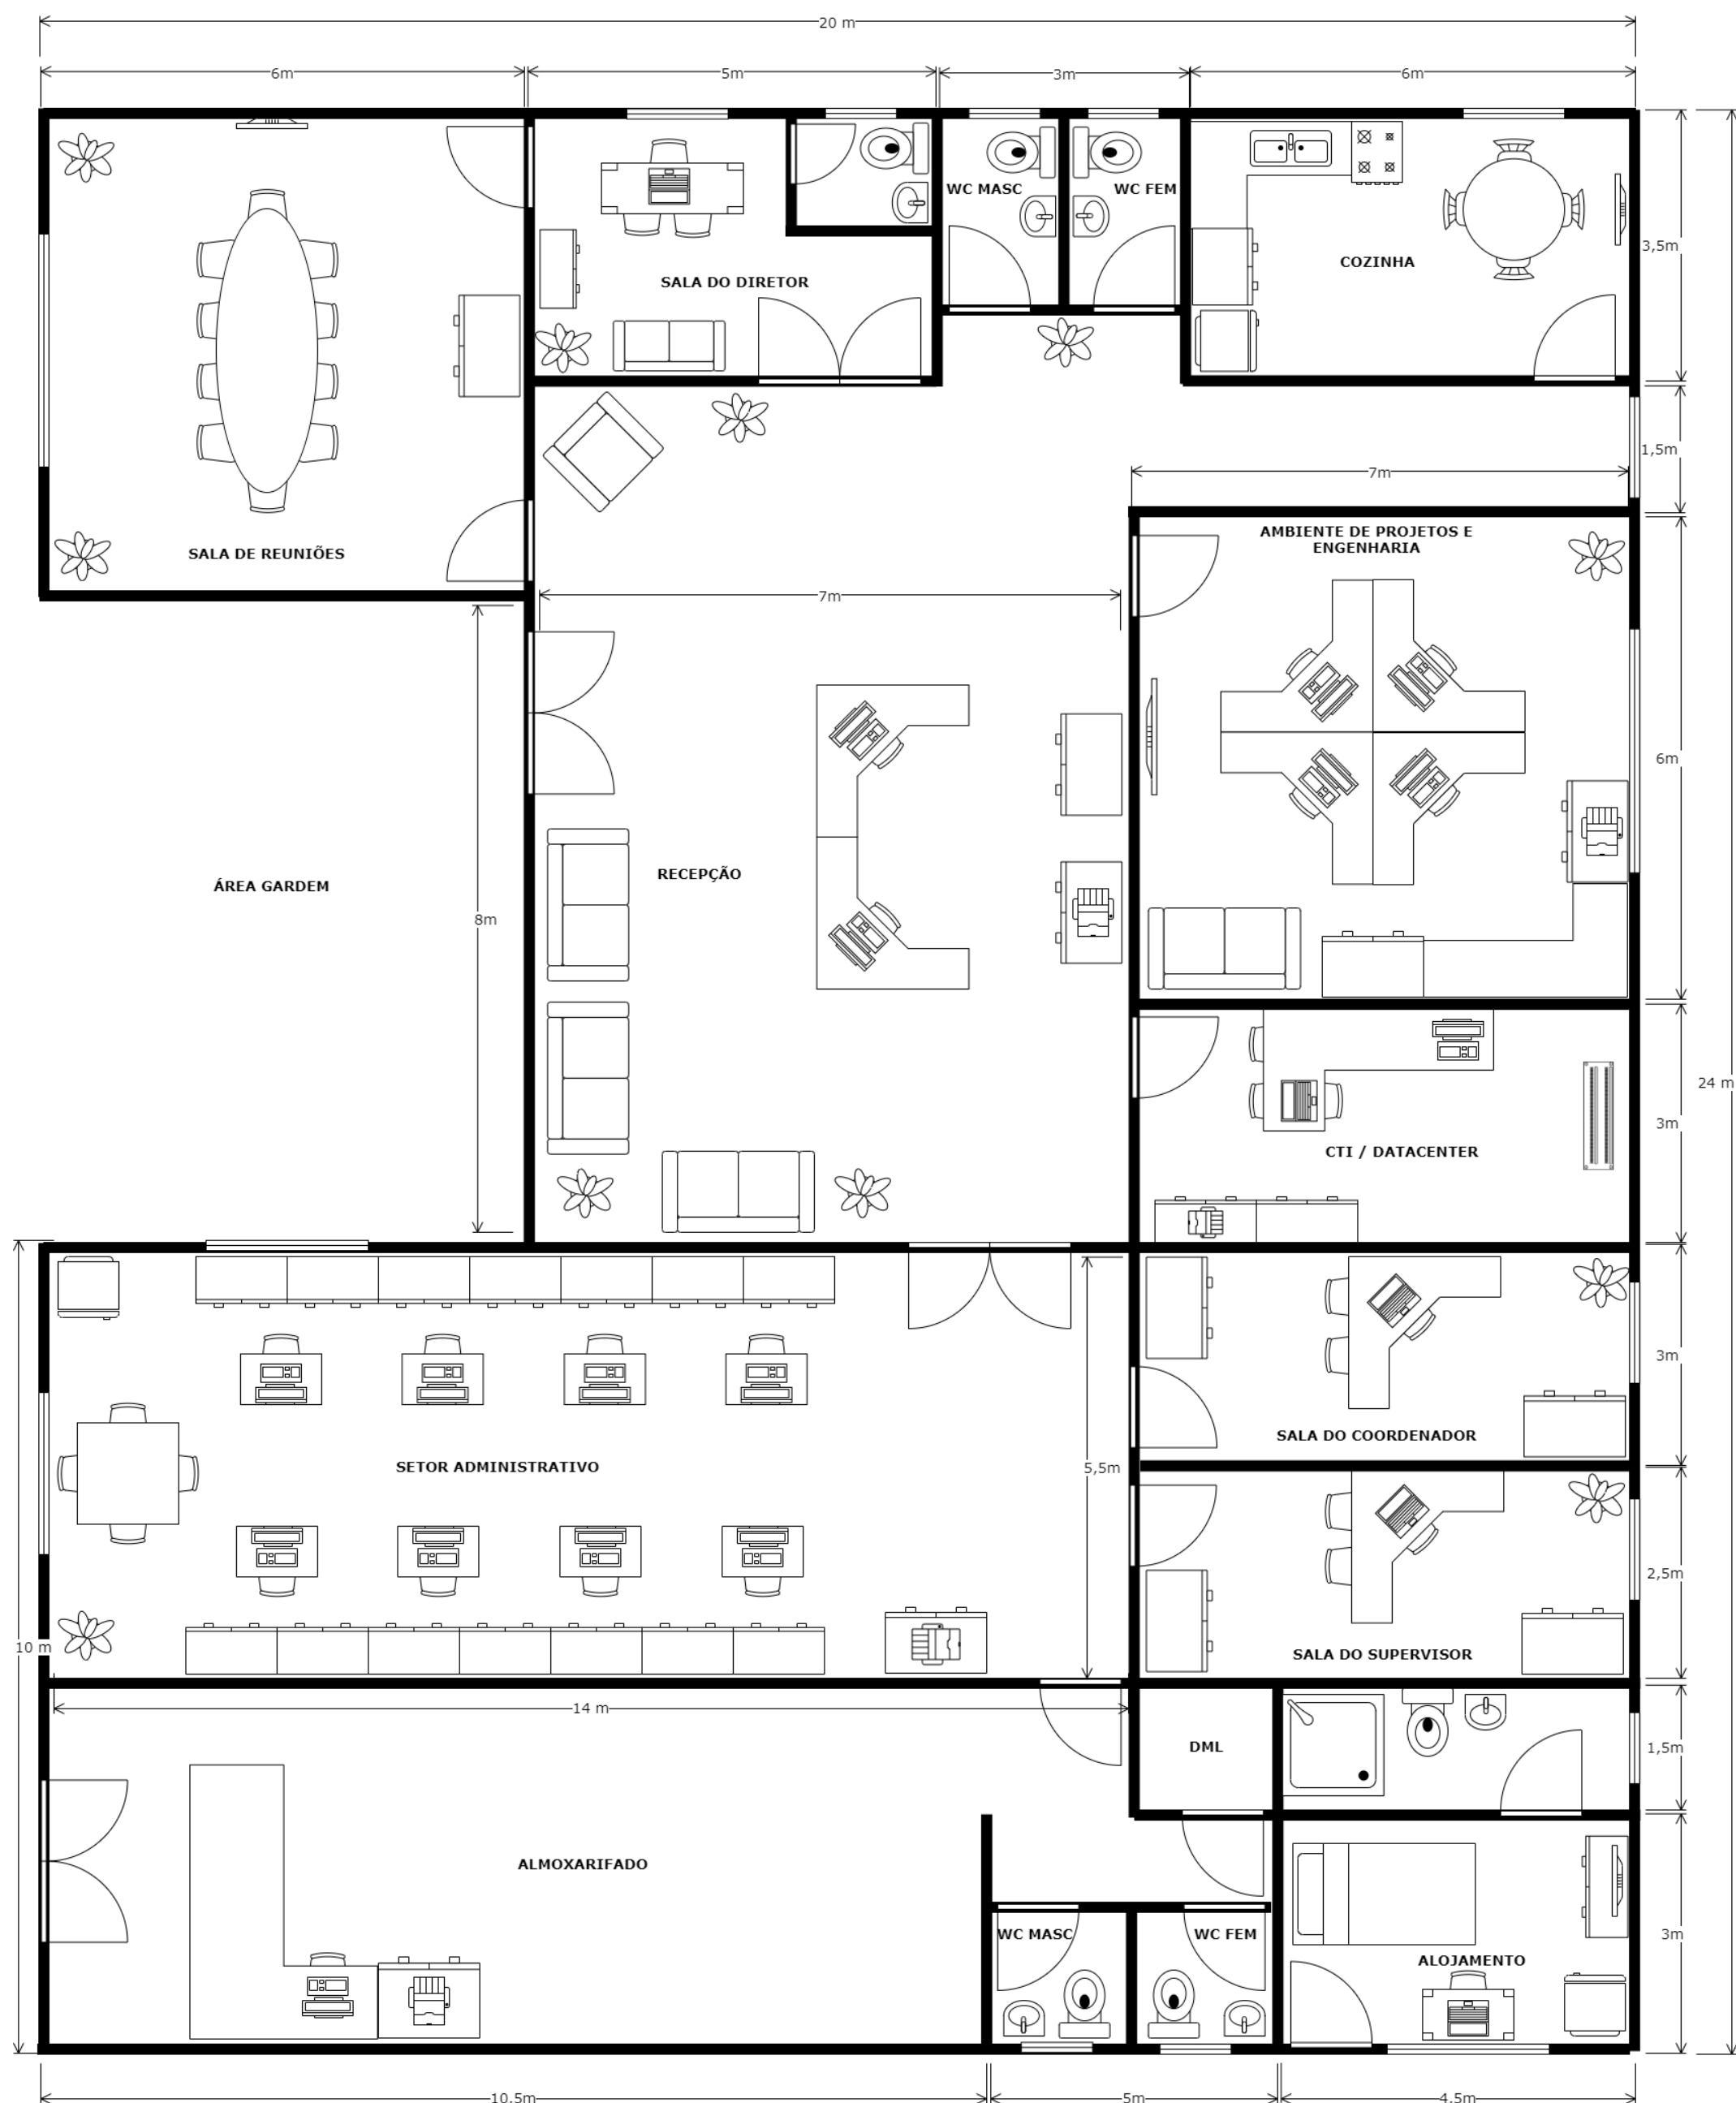 20 m
6m
5m
3m
6m
WC MASC
WC FEM
3,5m
COZINHA
SALA DO DIRETOR
1,5m
7m
AMBIENTE DE PROJETOS E
ENGENHARIA
SALA DE REUNIÕES
7m
6m
RECEPÇÃO
ÁREA GARDEM
8m
24 m
3m
CTI / DATACENTER
3m
SALA DO COORDENADOR
SETOR ADMINISTRATIVO
5,5m
2,5m
10 m
SALA DO SUPERVISOR
14 m
DML
1,5m
ALMOXARIFADO
WC MASC
WC FEM
3m
ALOJAMENTO
10,5m
5m
4,5m